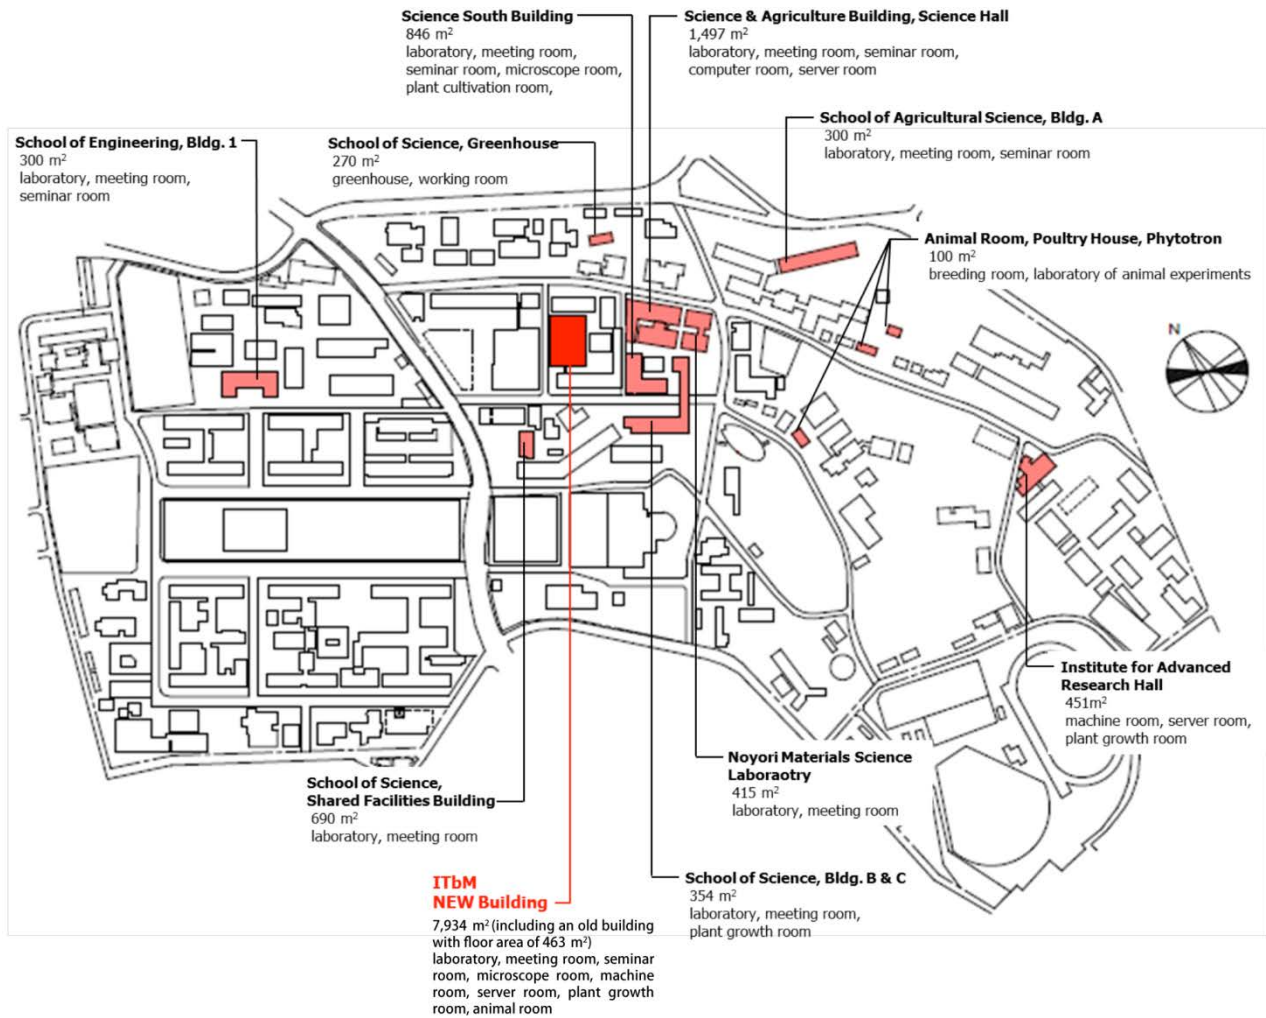 Science South Building
846 m²
laboratory, meeting room,
seminar room, microscope room,
plant cultivation room,
Science & Agriculture Building, Science Hall
1,497 m²
laboratory, meeting room, seminar room,
computer room, server room
School of Agricultural Science, Bldg. A
300 m²
laboratory, meeting room, seminar room
School of Engineering, Bldg. 1
300 m²
laboratory, meeting room,
seminar room
School of Science, Greenhouse
270 m²
greenhouse, working room
Animal Room, Poultry House, Phytotron
100 m²
breeding room, laboratory of animal experiments
N
Institute for Advanced
Research Hall
451m²
machine room, server room,
plant growth room
Noyori Materials Science
Laboraotry
415 m²
laboratory, meeting room
School of Science,
Shared Facilities Building
690 m²
laboratory, meeting room
School of Science, Bldg. B & C
354 m²
laboratory, meeting room,
plant growth room
ITbM
NEW Building
7,934 m² (including an old building
with floor area of 463 m²)
laboratory, meeting room, seminar
room, microscope room, machine
room, server room, plant growth
room, animal room